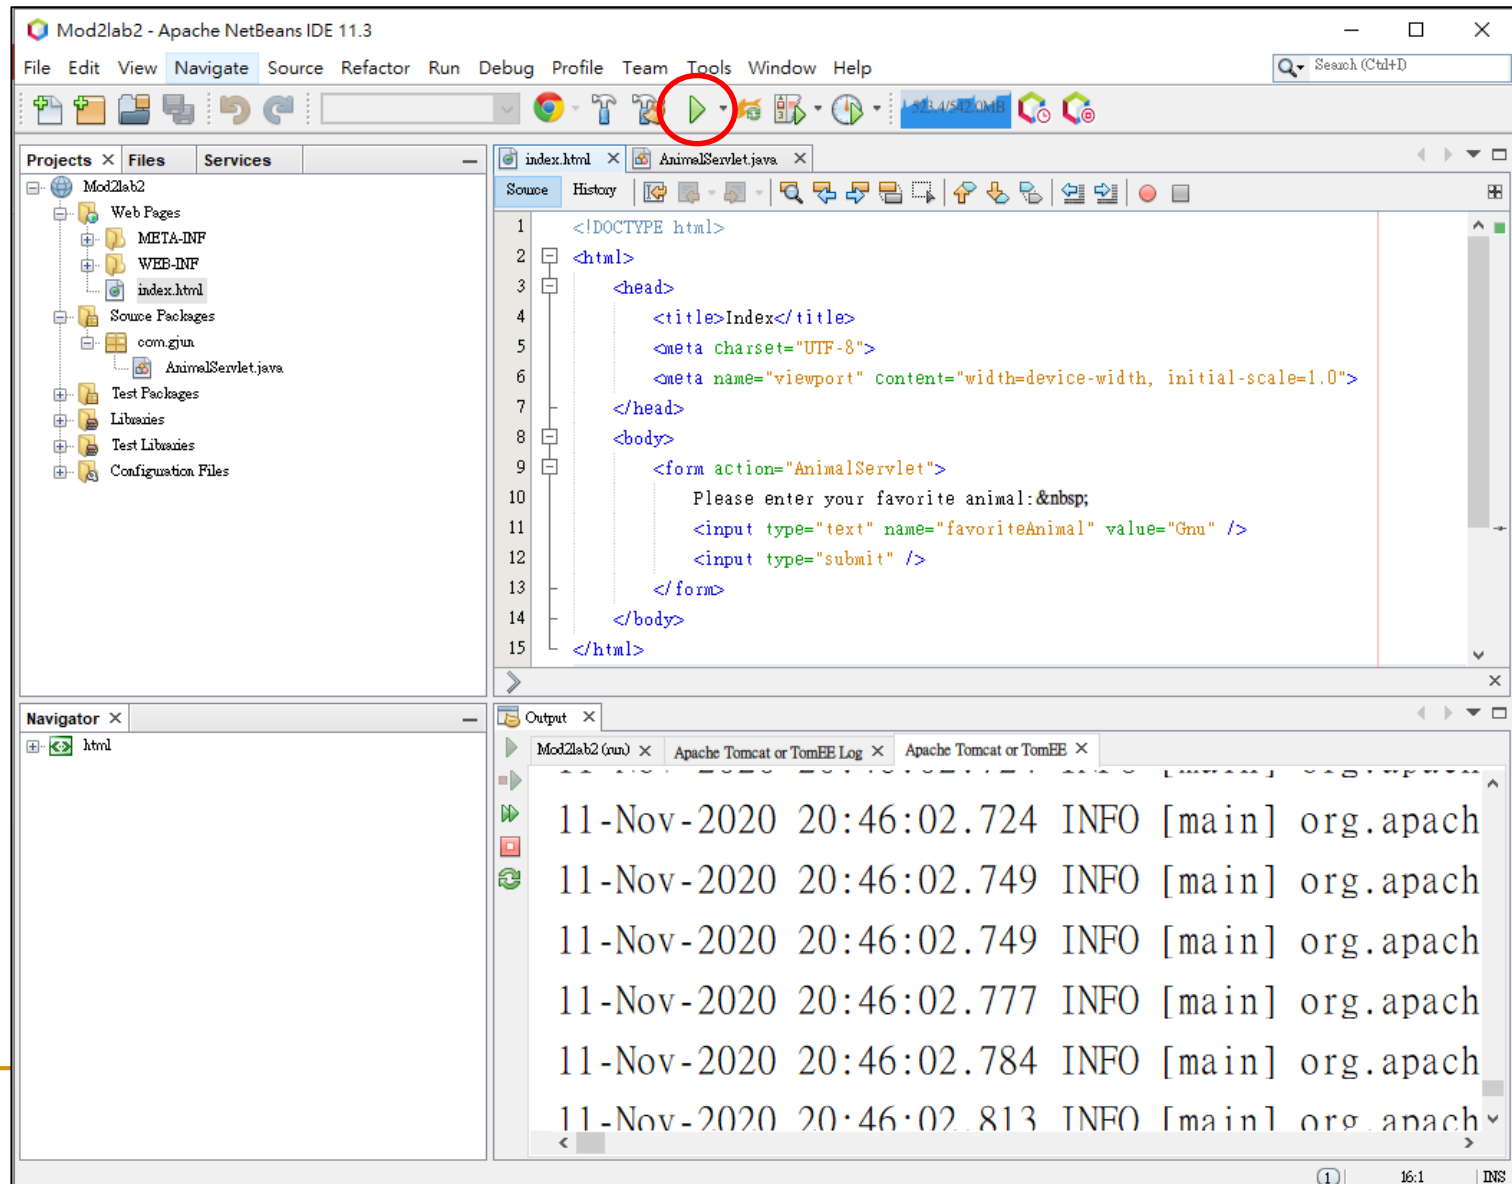 Mod2lab2 - Apache NetBeans IDE 11.3
File Edit View Navigate Source Refactor Run Debug Profile Team Tools Window Help
Search (Ctrl+I)
523.4/542.0MB
Projects Files Services
Mod2lab2
Web Pages
META-INF
WEB-INF
index.html
Source Packages
com.gjun
AnimalServlet.java
Test Packages
Libraries
Test Libraries
Configuration Files
index.html AnimalServlet.java
Source History
1 <!DOCTYPE html>
2 <html>
3 <head>
4 <title>Index</title>
5 <meta charset="UTF-8">
6 <meta name="viewport" content="width=device-width, initial-scale=1.0">
7 </head>
8 <body>
9 <form action="AnimalServlet">
10 Please enter your favorite animal:&nbsp;
11 <input type="text" name="favoriteAnimal" value="Gnu" />
12 <input type="submit" />
13 </form>
14 </body>
15 </html>
Navigator
html
Output
Mod2lab2 (run) Apache Tomcat or TomEE Log Apache Tomcat or TomEE
11-Nov-2020 20:46:02.724 INFO [main] org.apach
11-Nov-2020 20:46:02.749 INFO [main] org.apach
11-Nov-2020 20:46:02.749 INFO [main] org.apach
11-Nov-2020 20:46:02.777 INFO [main] org.apach
11-Nov-2020 20:46:02.784 INFO [main] org.apach
11-Nov-2020 20:46:02.813 INFO [main] org.apach
1 16:1 INS